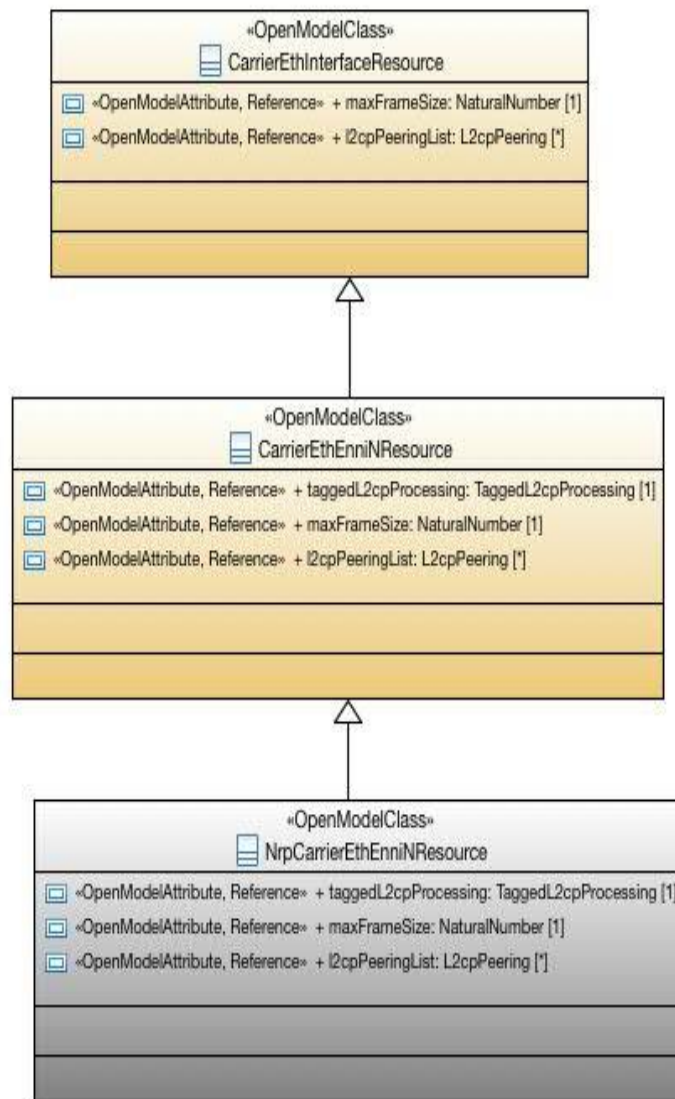 «OpenModelClass»
CarrierEthInterfaceResource
«OpenModelAttribute, Reference» + maxFrameSize: NaturalNumber [1]
«OpenModelAttribute, Reference» + l2cpPeeringList: L2cpPeering [*]
«OpenModelClass»
CarrierEthEnniNResource
«OpenModelAttribute, Reference» + taggedL2cpProcessing: TaggedL2cpProcessing [1]
«OpenModelAttribute, Reference» + maxFrameSize: NaturalNumber [1]
«OpenModelAttribute, Reference» + l2cpPeeringList: L2cpPeering [*]
«OpenModelClass»
NrpCarrierEthEnniNResource
«OpenModelAttribute, Reference» + taggedL2cpProcessing: TaggedL2cpProcessing [1]
«OpenModelAttribute, Reference» + maxFrameSize: NaturalNumber [1]
«OpenModelAttribute, Reference» + l2cpPeeringList: L2cpPeering [*]